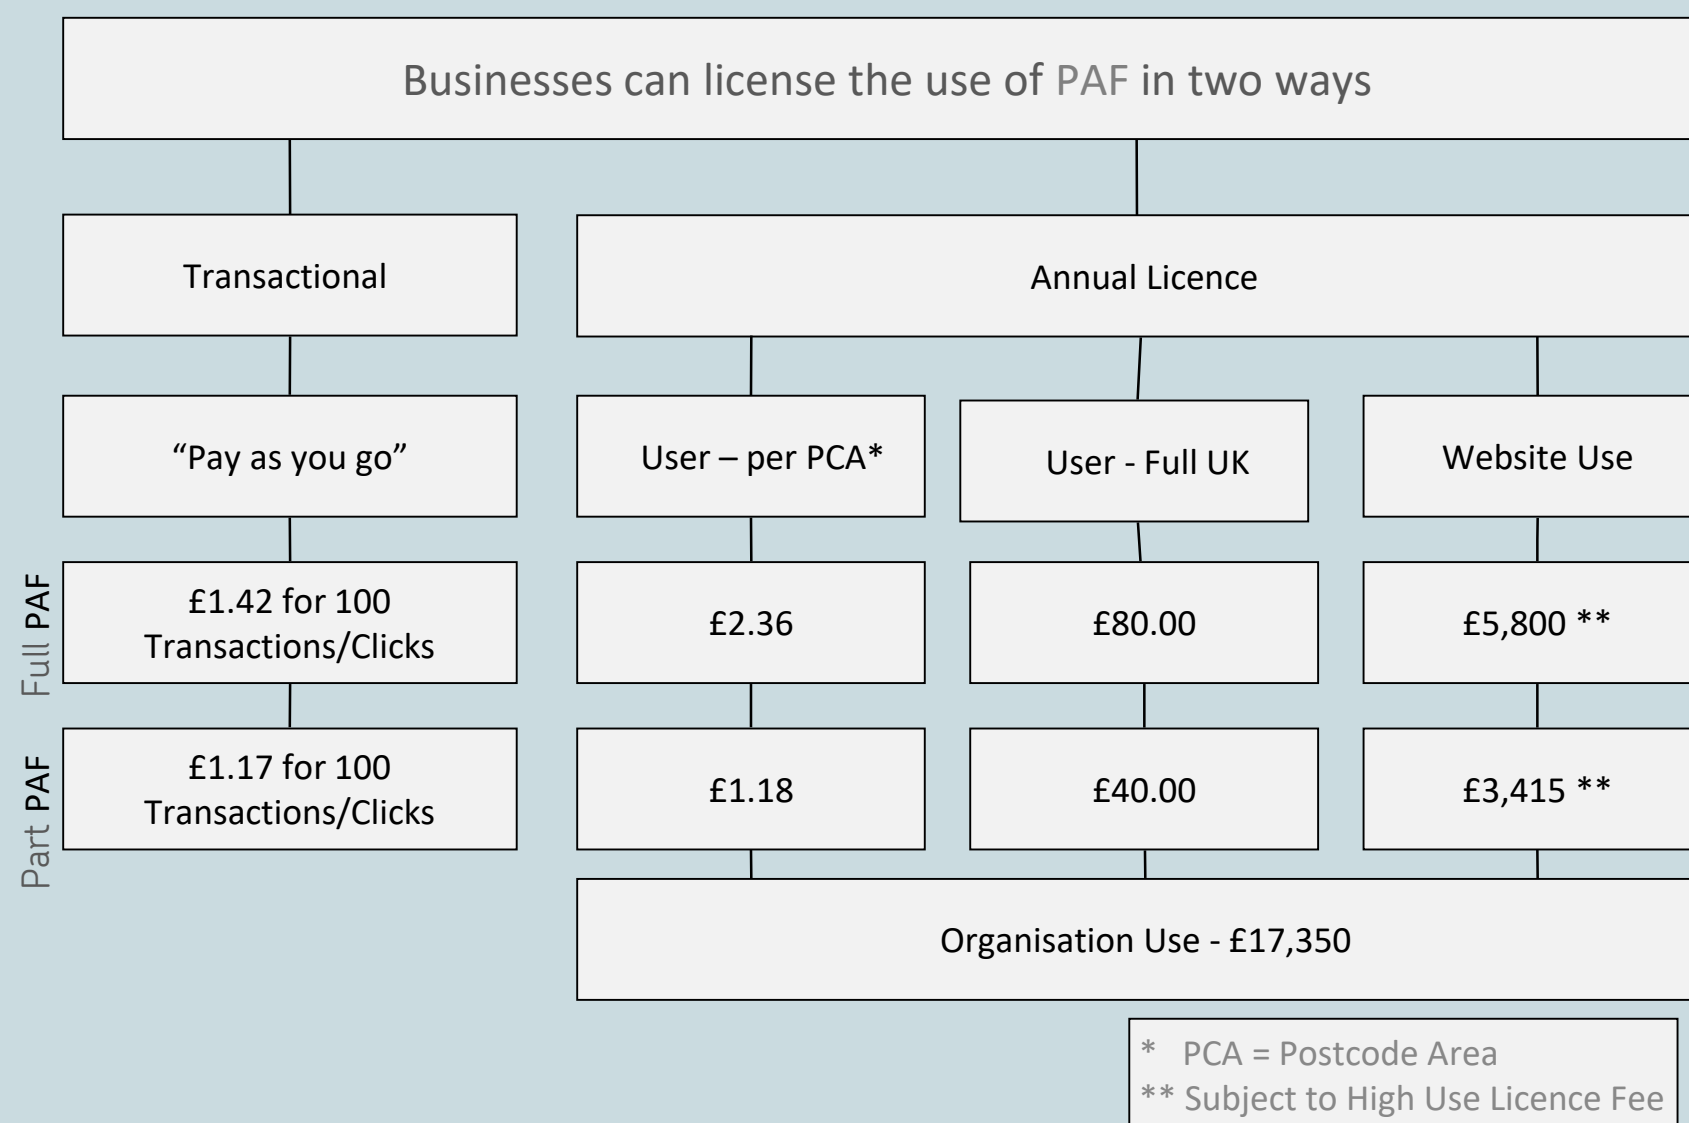 Businesses can license the use of PAF in two ways
Transactional
Annual Licence
“Pay as you go”
User – per PCA*
User - Full UK
Website Use
Full PAF
£1.42 for 100
Transactions/Clicks
£2.36
£80.00
£5,800 **
Part PAF
£1.17 for 100
Transactions/Clicks
£1.18
£40.00
£3,415 **
Organisation Use - £17,350
* PCA = Postcode Area
** Subject to High Use Licence Fee